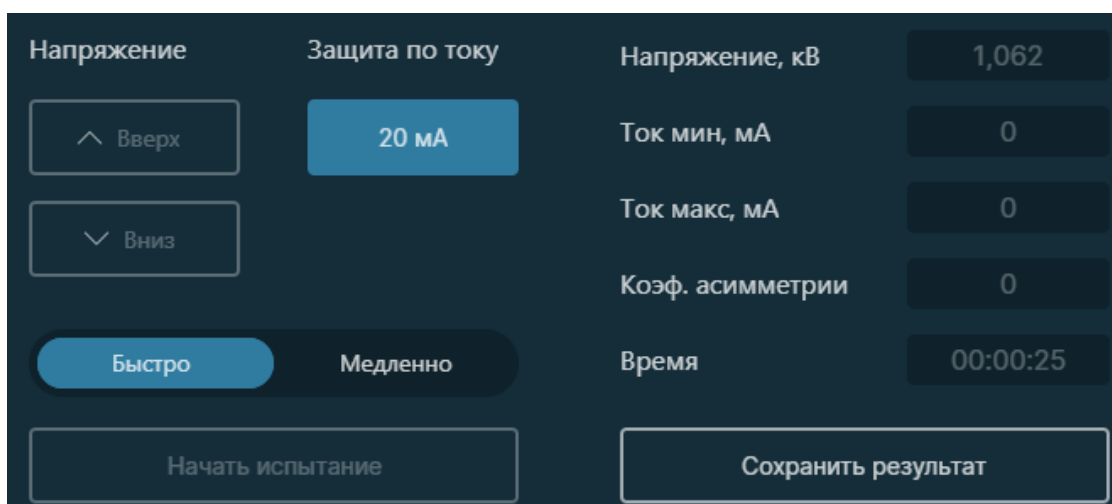 Напряжение
Защита по току
Вверх
20 мА
Вниз
Быстро
Медленно
Начать испытание
Напряжение, кВ
1,062
Ток мин, мА
0
Ток макс, мА
0
Коэф. асимметрии
0
Время
00:00:25
Сохранить результат